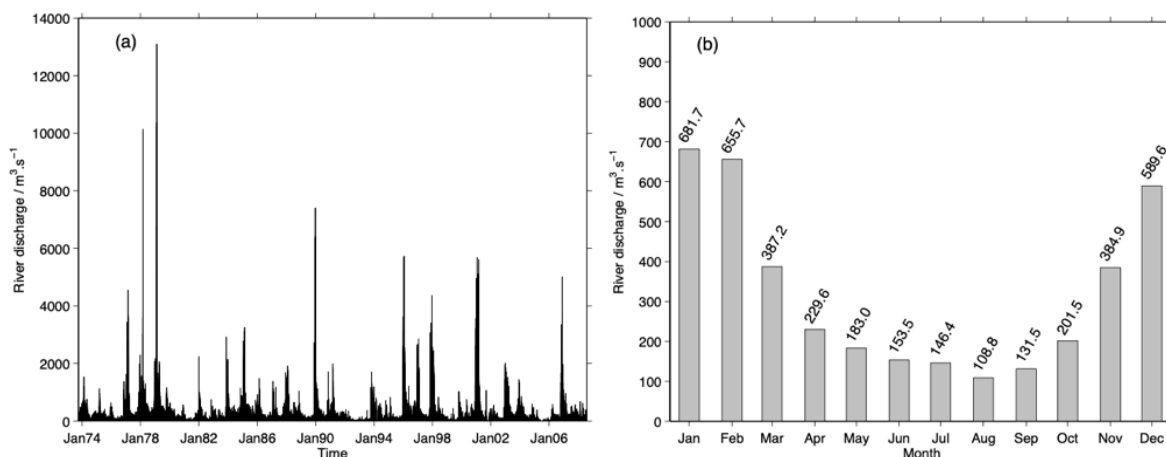 (a)
River discharge / m³.s⁻¹
14000
12000
10000
8000
6000
4000
2000
0
Jan74 Jan78 Jan82 Jan86 Jan90 Jan94 Jan98 Jan02 Jan06
Time
(b)
River discharge / m³.s⁻¹
1000
900
800
700
600
500
400
300
200
100
0
681.7 655.7 387.2 229.6 183.0 153.5 146.4 108.8 131.5 201.5 384.9 589.6
Jan Feb Mar Apr May Jun Jul Aug Sep Oct Nov Dec
Month